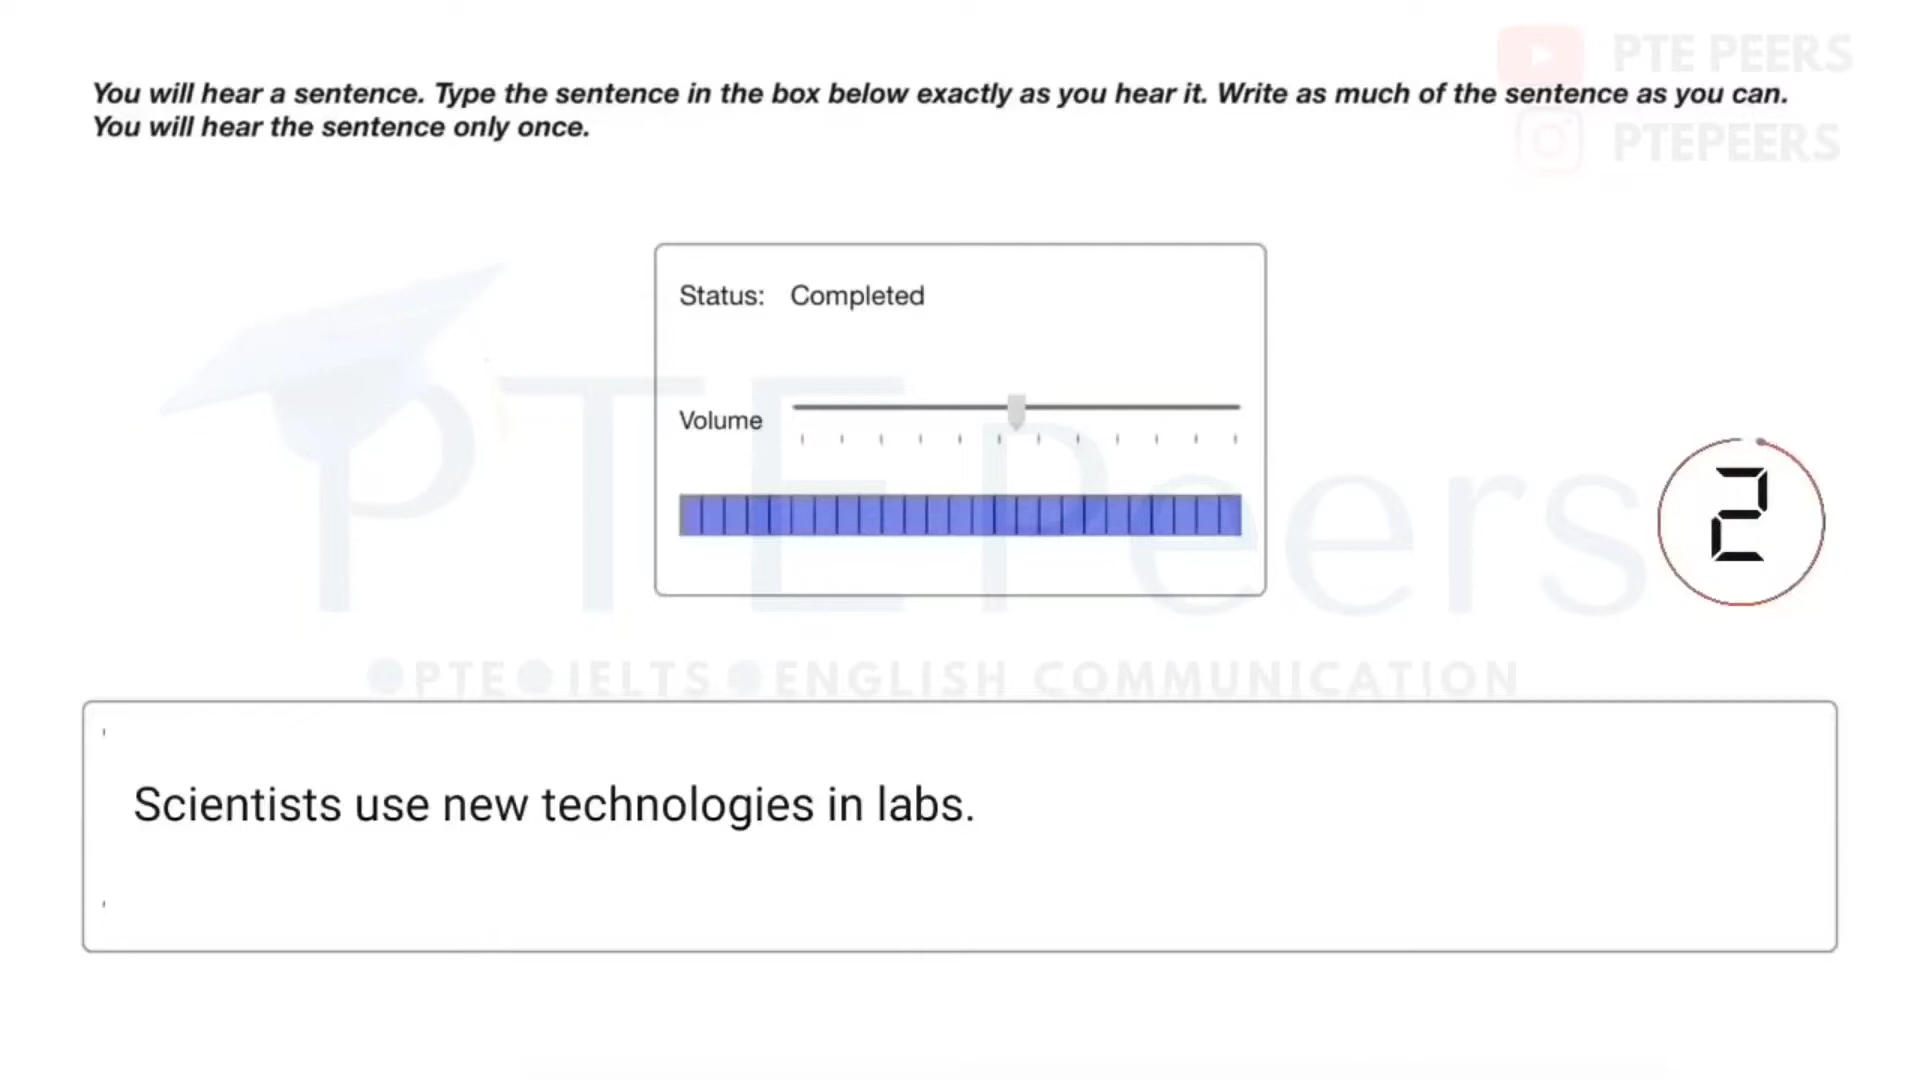 PTE PEERS
You will hear a sentence. Type the sentence in the box below exactly as you hear it. Write as much of the sentence as you can.
You will hear the sentence only once.
PTEPEERS
Status: Completed
Volume
2
PTE Peers
PTE IELTS ENGLISH COMMUNICATION
Scientists use new technologies in labs.